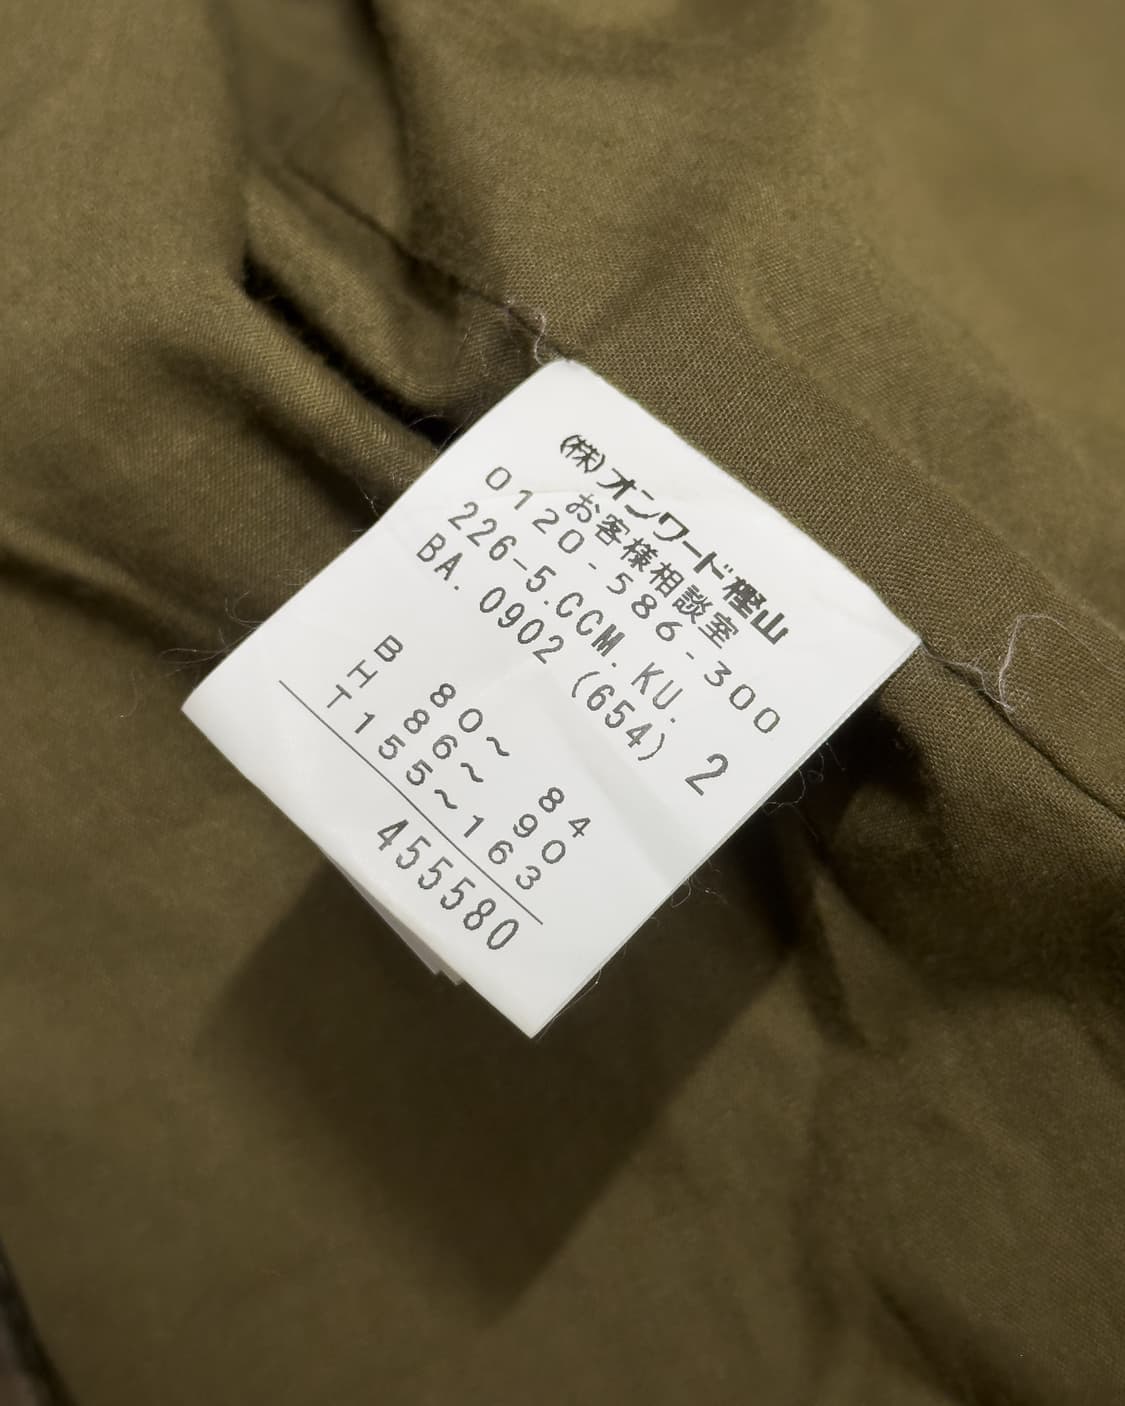 (株)オンワード樫山
お客様相談室
0120-586-300
226-5.CCM.KU.
BA.0902(654) 2
B 80~ 84
H 86~ 90
T155~163
455580